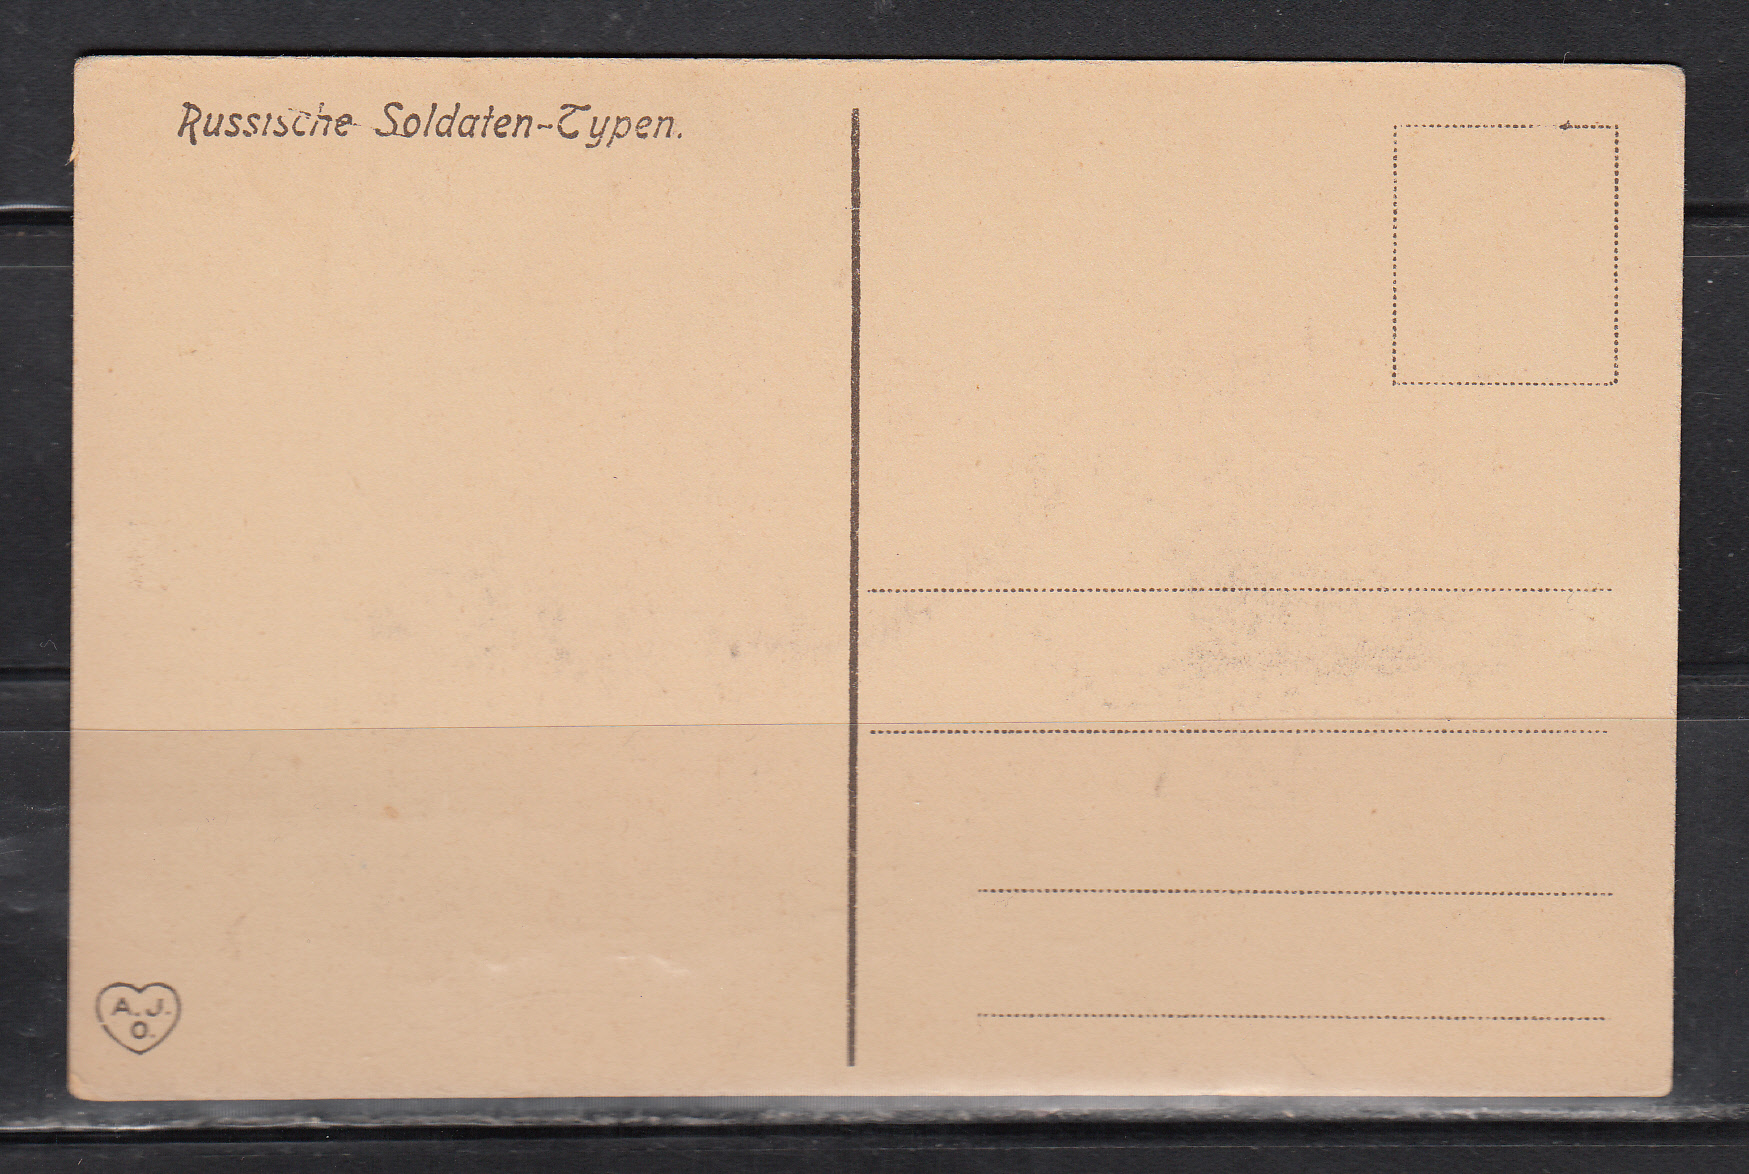 Russische Soldaten-Typen.
A. J.
O.